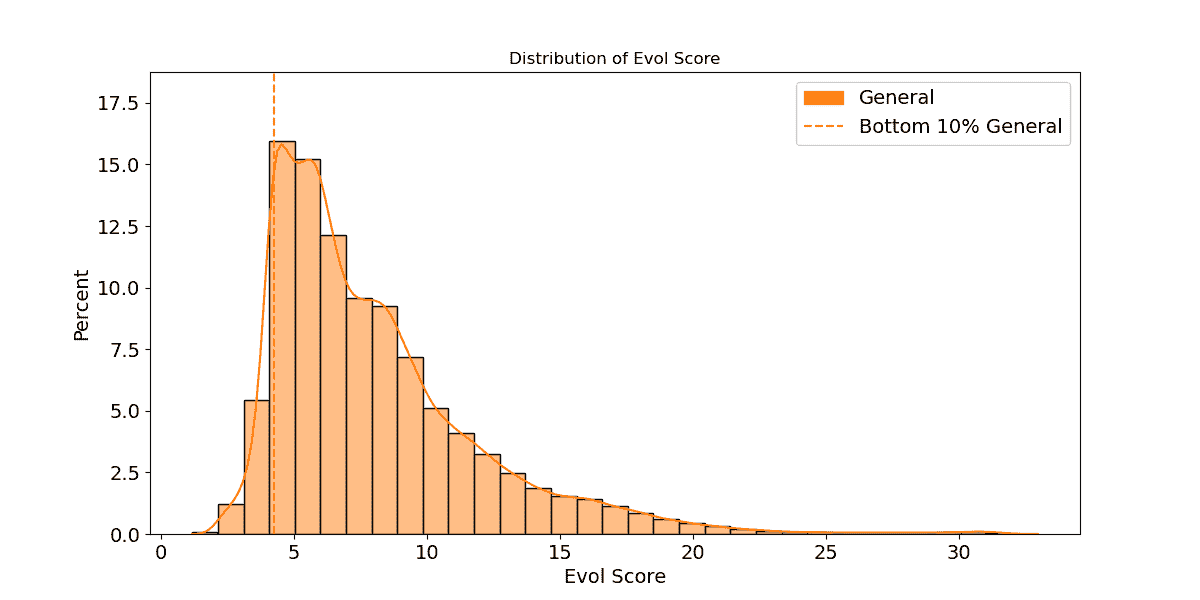 Distribution of Evol Score
General
Bottom 10% General
Percent
17.5
15.0
12.5
10.0
7.5
5.0
2.5
0.0
0 5 10 15 20 25 30
Evol Score